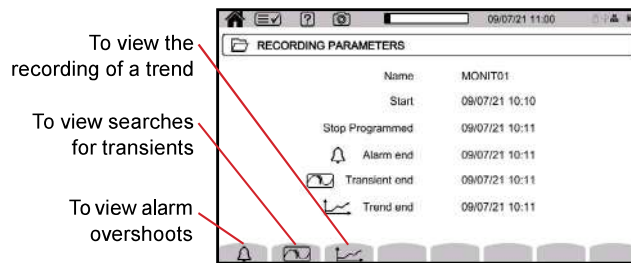 09/07/21 11:00
To view the
recording of a trend
To view searches
for transients
To view alarm
overshoots
RECORDING PARAMETERS
Name MONIT01
Start 09/07/21 10:10
Stop Programmed 09/07/21 10:11
Alarm end 09/07/21 10:11
Transient end 09/07/21 10:11
Trend end 09/07/21 10:11